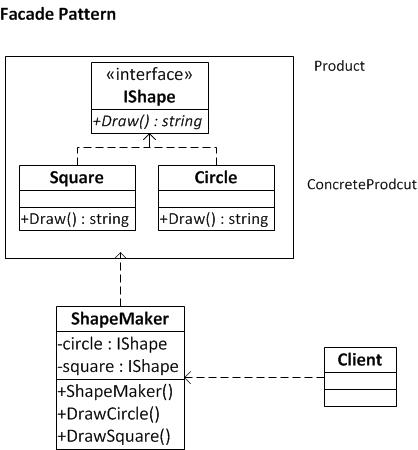 Facade Pattern
Product
«interface»
IShape
+Draw() : string
Square
+Draw() : string
Circle
+Draw() : string
ConcreteProdcut
ShapeMaker
-circle : IShape
-square : IShape
+ShapeMaker()
+DrawCircle()
+DrawSquare()
Client